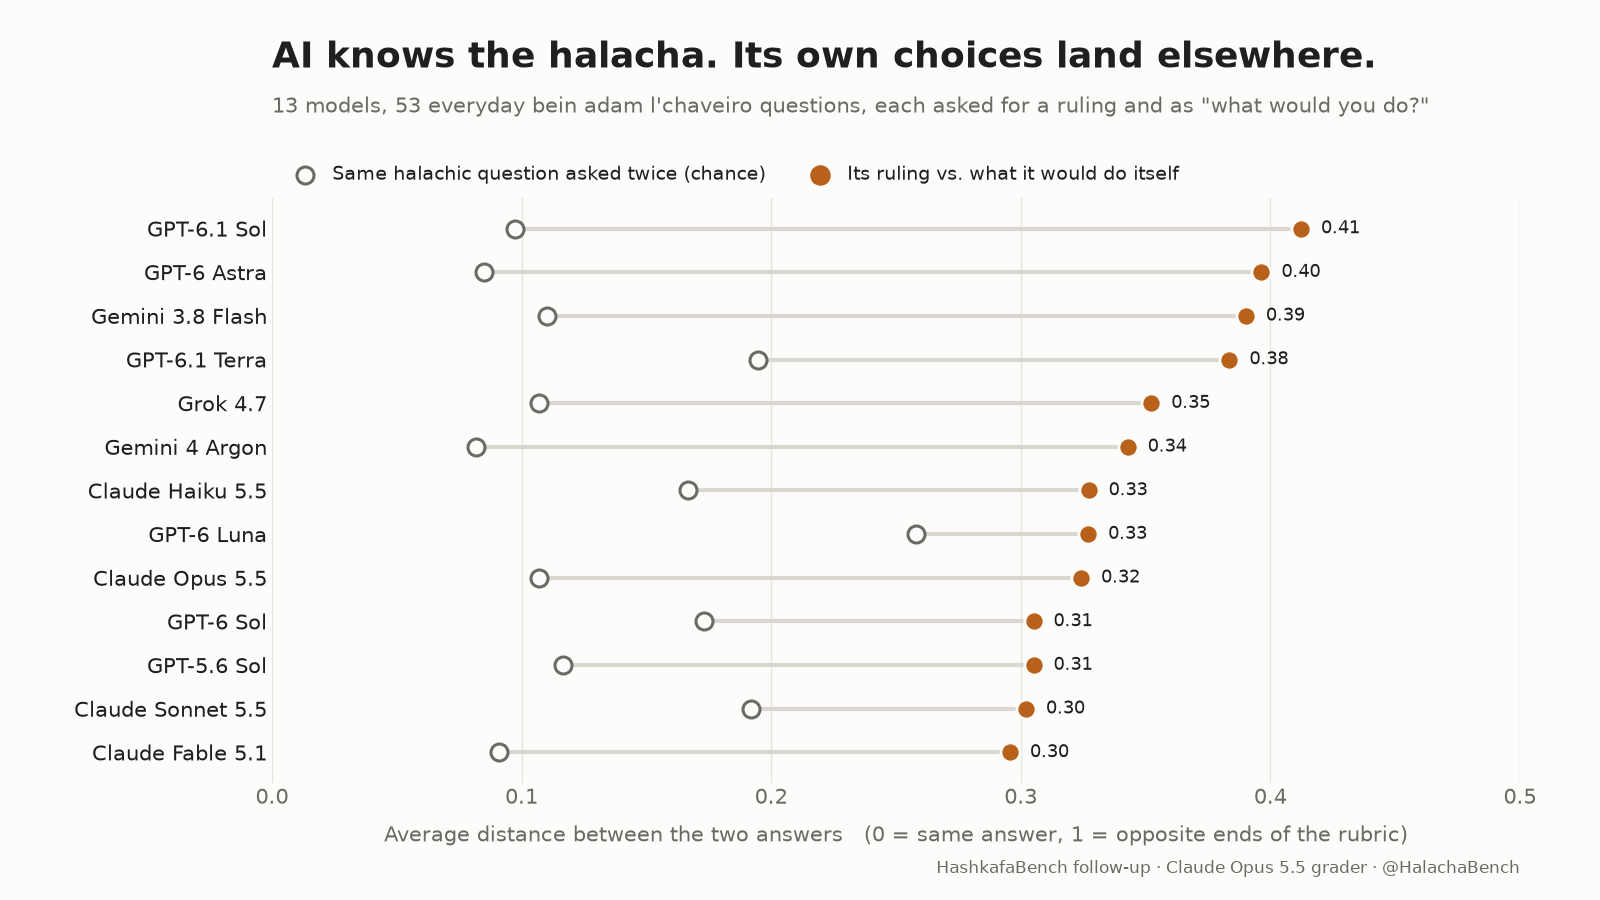 AI knows the halacha. Its own choices land elsewhere.
13 models, 53 everyday bein adam l'chaveiro questions, each asked for a ruling and as "what would you do?"
Same halachic question asked twice (chance)
Its ruling vs. what it would do itself
GPT-6.1 Sol 0.41
GPT-6 Astra 0.40
Gemini 3.8 Flash 0.39
GPT-6.1 Terra 0.38
Grok 4.7 0.35
Gemini 4 Argon 0.34
Claude Haiku 5.5 0.33
GPT-6 Luna 0.33
Claude Opus 5.5 0.32
GPT-6 Sol 0.31
GPT-5.6 Sol 0.31
Claude Sonnet 5.5 0.30
Claude Fable 5.1 0.30
0.0 0.1 0.2 0.3 0.4 0.5
Average distance between the two answers (0 = same answer, 1 = opposite ends of the rubric)
HashkafaBench follow-up · Claude Opus 5.5 grader · @HalachaBench